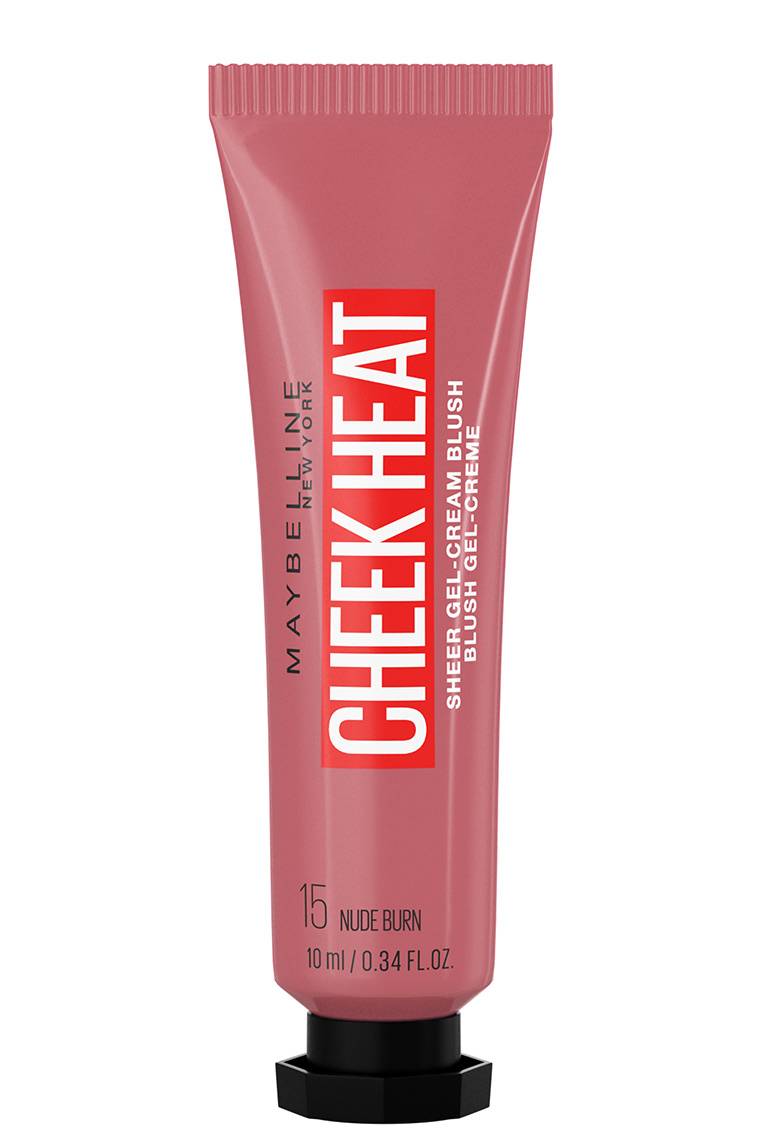 MAYBELLINE
NEW YORK
CHEEK HEAT
SHEER GEL-CREAM BLUSH
BLUSH GEL-CREME
15 NUDE BURN
10 ml / 0.34 FL.OZ.